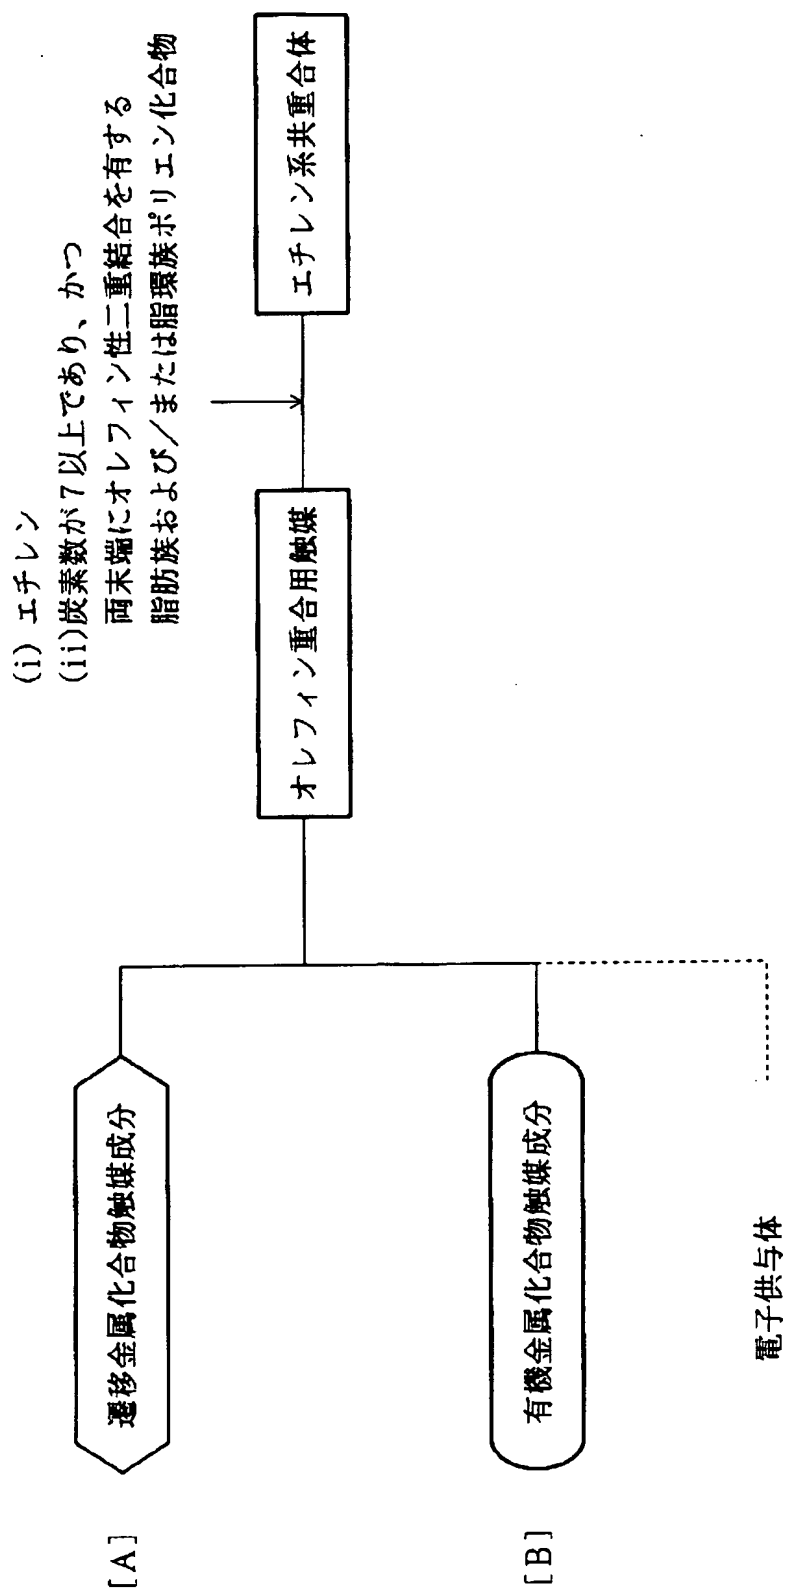 [A]
遷移金属化合物触媒成分
[B]
有機金属化合物触媒成分
電子供与体
オレフィン重合用触媒
(i) エチレン
(ii)炭素数が7以上であり、かつ
両末端にオレフィン性二重結合を有する
脂肪族および/または脂環族ポリエン化合物
エチレン系共重合体